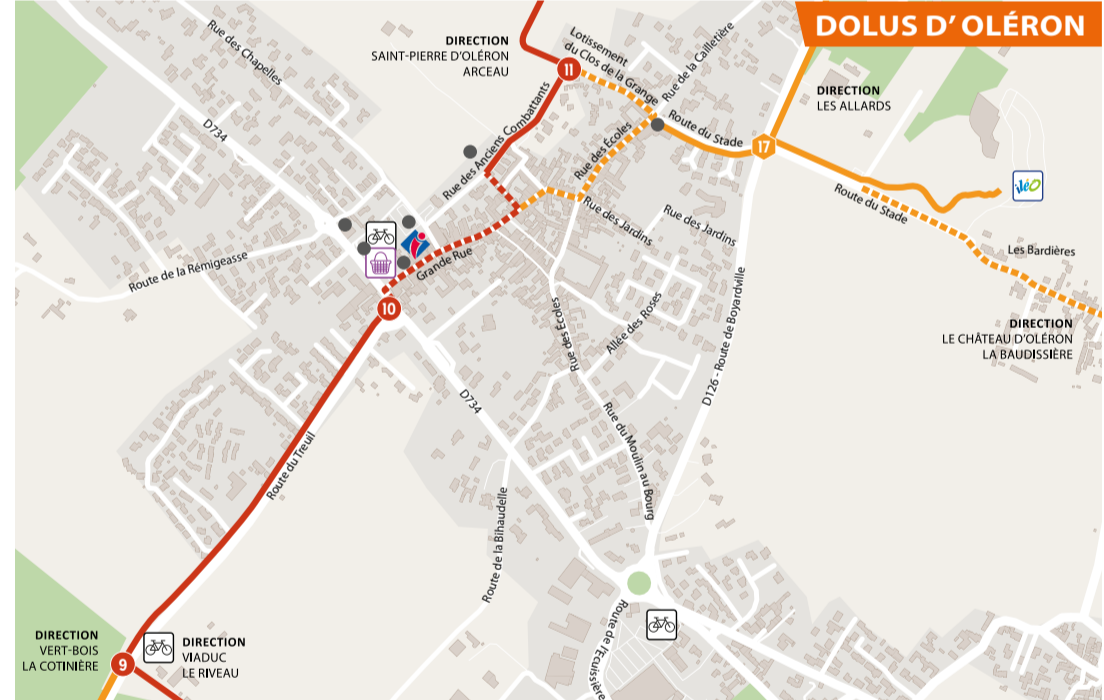 DOLUS D' OLÉRON
Rue des Chapelles
DIRECTION
SAINT-PIERRE D'OLÉRON
ARCEAU
11
Lotissement
du Clos de la Grange
Rue de la Cailletière
DIRECTION
LES ALLARDS
D734
Rue des Anciens Combattants
Route du Stade
17
Rue des Écoles
iléO
Route du Stade
Rue des Jardins
Rue des Jardins
Les Bardières
Route de la Rémigeasse
Grande Rue
10
DIRECTION
LE CHÂTEAU D'OLÉRON
LA BAUDISSIÈRE
Rue des Écoles
Allée des Roses
D126 - Route de Boyardville
D734
Route du Treuil
Rue du Moulin au Bourg
Route de la Bihaudelle
Route de l'Ecuissière
DIRECTION
VERT-BOIS
LA COTINIÈRE
9
DIRECTION
VIADUC
LE RIVEAU